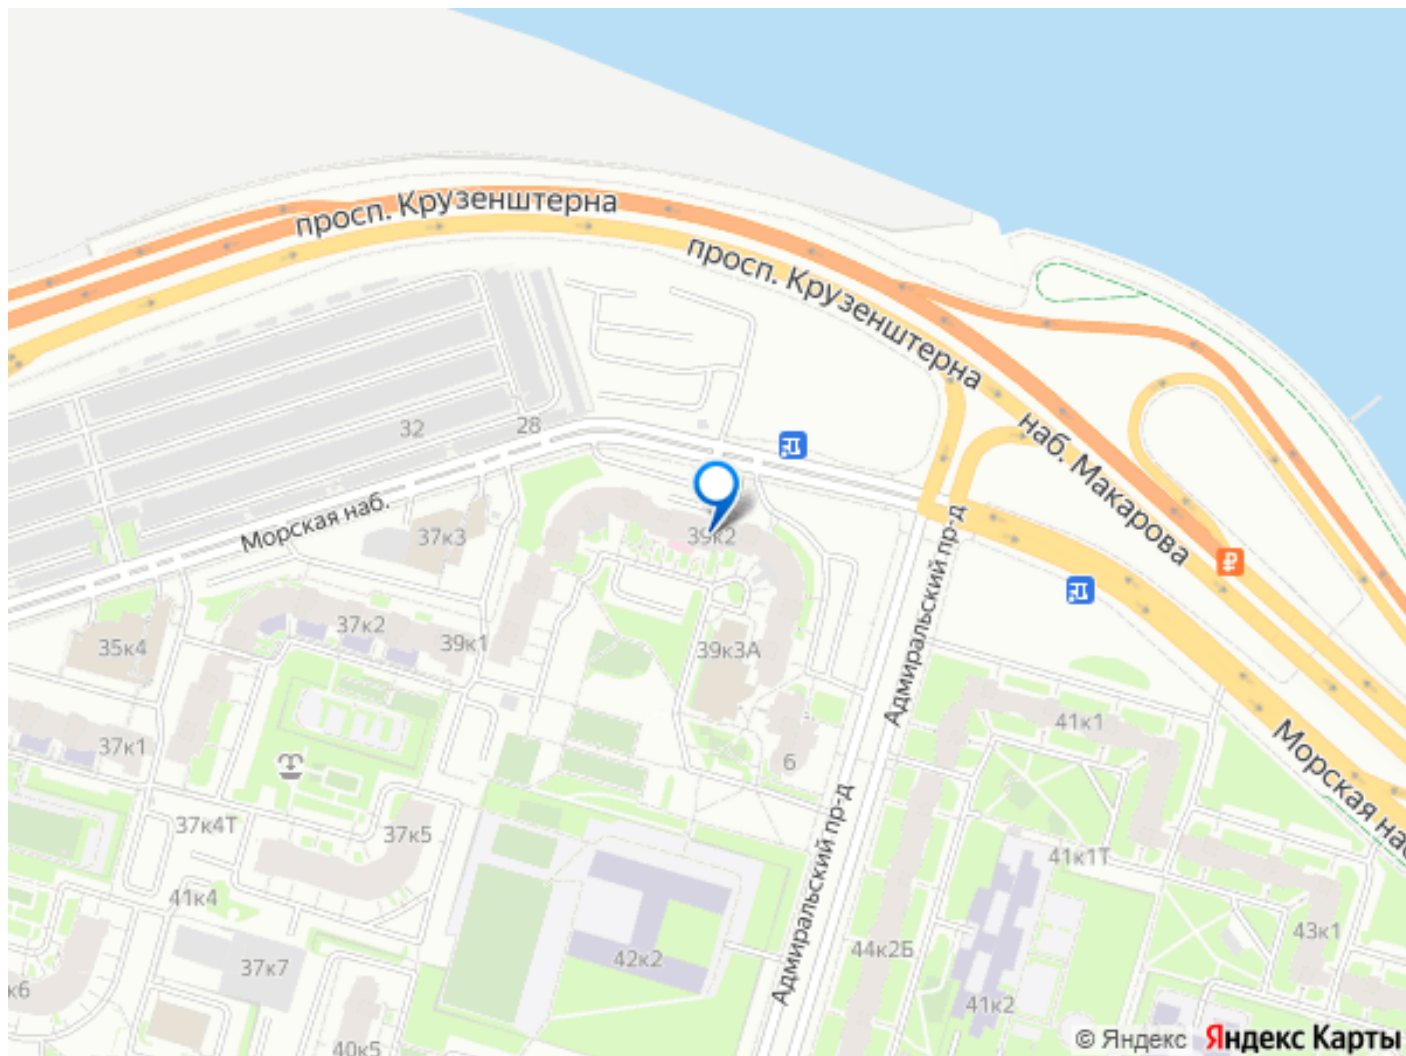 просп. Крузенштерна
просп. Крузенштерна
наб. Макарова
32
28
Морская наб.
37к3
39к2
Адмиральский пр-д
₽
37к2
39к1
35к4
39к3А
37к1
6
41к1
Морская наб
Адмиральский пр-д
37к4Т
37к5
41к1Т
41к4
43к1
42к2
44к2Б
37к7
к6
41к2
40к5
© Яндекс Яндекс Карты